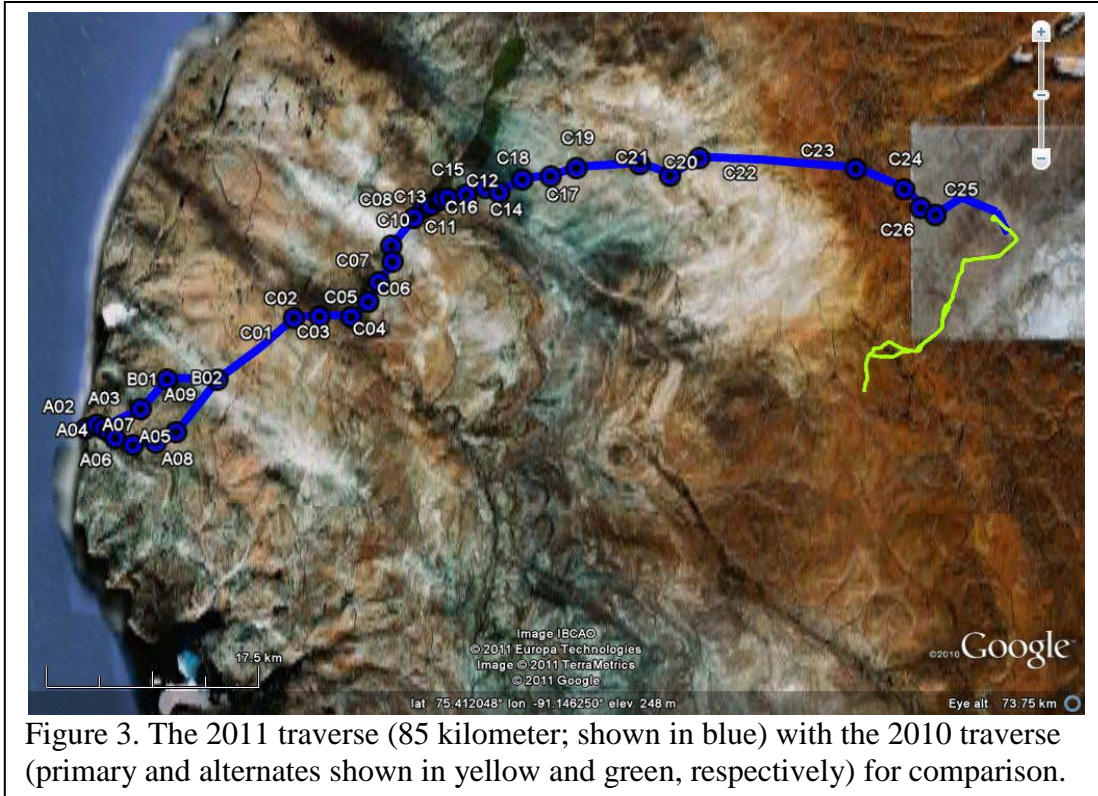 C19
C15
C18
C21
C20
C23
C24
C08
C13
C12
C17
C22
C25
C16
C14
C10
C11
C26
C07
C02
C05
C06
C01
C03
C04
B01
B02
A03
A09
A02
A04
A07
A05
A06
A08
17.5 km
Image IBCAO
© 2011 Europa Technologies
Image © 2011 TerraMetrics
© 2011 Google
©2010 Google™
lat 75.412048° lon -91.146250° elev 248 m
Eye alt 73.75 km
Figure 3. The 2011 traverse (85 kilometer; shown in blue) with the 2010 traverse
(primary and alternates shown in yellow and green, respectively) for comparison.